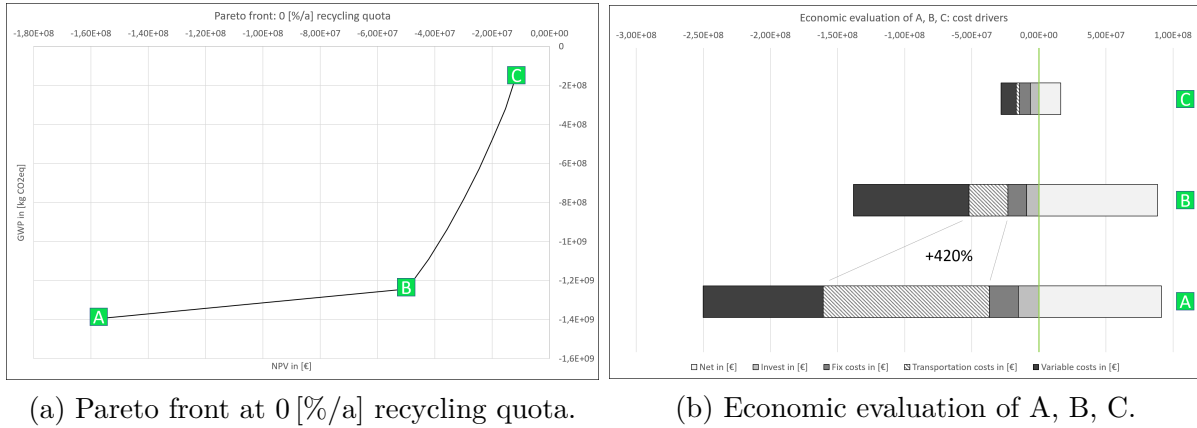 Pareto front: 0 [%/a] recycling quota
-1,80E+08 -1,60E+08 -1,40E+08 -1,20E+08 -1,00E+08 -8,00E+07 -6,00E+07 -4,00E+07 -2,00E+07 0,00E+00
0
C
-2E+08
-4E+08
-6E+08
GWP in [kg CO2eq]
-8E+08
-1E+09
B
-1,2E+09
A
-1,4E+09
-1,6E+09
NPV in [€]
(a) Pareto front at 0 [%/a] recycling quota.
Economic evaluation of A, B, C: cost drivers
-3,00E+08 -2,50E+08 -2,00E+08 -1,50E+08 -1,00E+08 -5,00E+07 0,00E+00 5,00E+07 1,00E+08
C
B
+420%
A
Net in [€] Invest in [€] Fix costs in [€] Transportation costs in [€] Variable costs in [€]
(b) Economic evaluation of A, B, C.